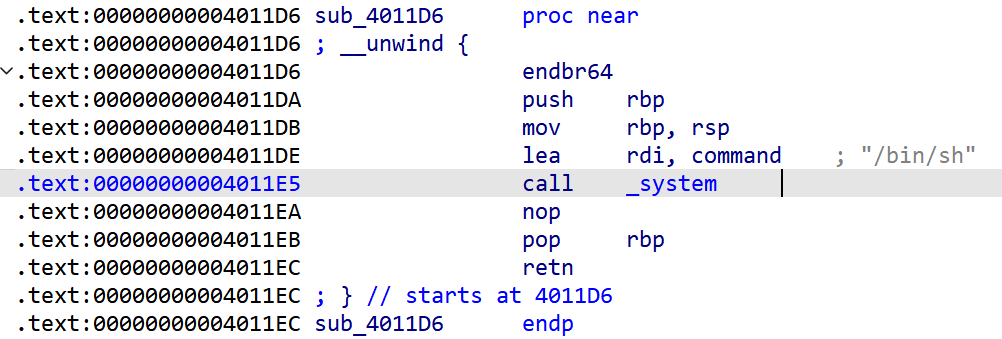 .text:00000000004011D6 sub_4011D6      proc near
.text:00000000004011D6 ; __unwind {
.text:00000000004011D6                 endbr64
.text:00000000004011DA                 push    rbp
.text:00000000004011DB                 mov     rbp, rsp
.text:00000000004011DE                 lea     rdi, command    ; "/bin/sh"
.text:00000000004011E5                 call    _system
.text:00000000004011EA                 nop
.text:00000000004011EB                 pop     rbp
.text:00000000004011EC                 retn
.text:00000000004011EC ; } // starts at 4011D6
.text:00000000004011EC sub_4011D6      endp